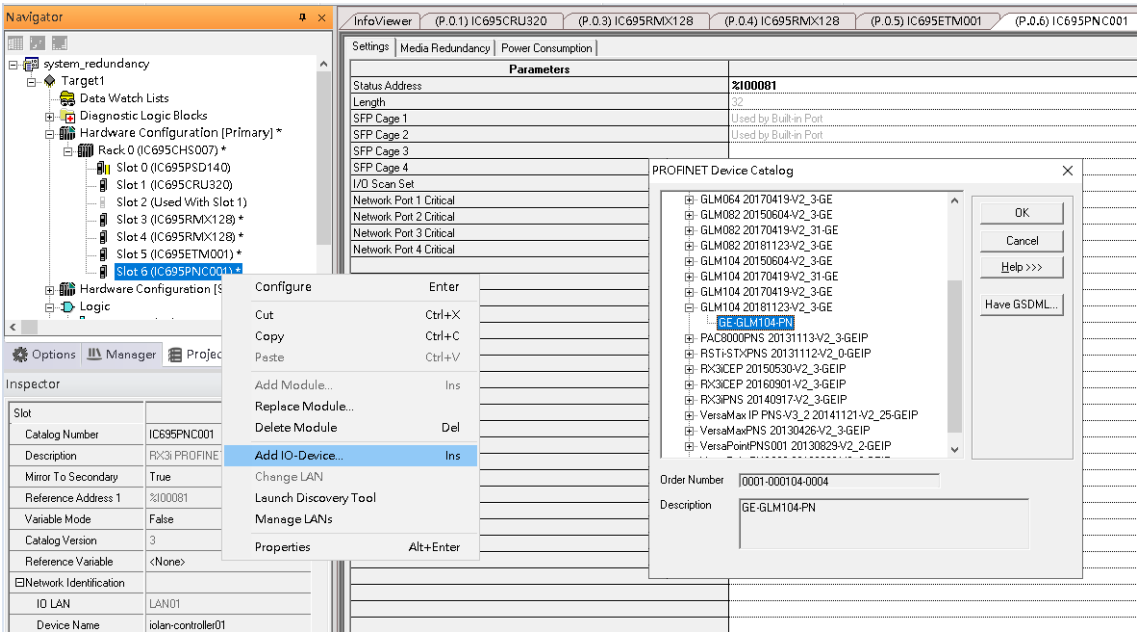 Navigator
system_redundancy
Target1
Data Watch Lists
Diagnostic Logic Blocks
Hardware Configuration [Primary] *
Rack 0 (IC695CHS007) *
Slot 0 (IC695PSD140)
Slot 1 (IC695CRU320)
Slot 2 (Used With Slot 1)
Slot 3 (IC695RMX128) *
Slot 4 (IC695RMX128) *
Slot 5 (IC695ETM001) *
Slot 6 (IC695PNC001) *
Hardware Configuration [S
Logic
Options Manager Projec
Inspector
Slot
Catalog Number IC695PNC001
Description RX3i PROFINE
Mirror To Secondary True
Reference Address 1 %I00081
Variable Mode False
Catalog Version 3
Reference Variable <None>
Network Identification
IO LAN LAN01
Device Name iolan-controller01
Configure Enter
Cut Ctrl+X
Copy Ctrl+C
Paste Ctrl+V
Add Module... Ins
Replace Module...
Delete Module Del
Add IO-Device... Ins
Change LAN
Launch Discovery Tool
Manage LANs
Properties Alt+Enter
InfoViewer (P.0.1) IC695CRU320 (P.0.3) IC695RMX128 (P.0.4) IC695RMX128 (P.0.5) IC695ETM001 (P.0.6) IC695PNC001
Settings Media Redundancy Power Consumption
Parameters
Status Address %I00081
Length 32
SFP Cage 1 Used by Built-in Port
SFP Cage 2 Used by Built-in Port
SFP Cage 3
SFP Cage 4
I/O Scan Set
Network Port 1 Critical
Network Port 2 Critical
Network Port 3 Critical
Network Port 4 Critical
PROFINET Device Catalog
GLM064 20170419-V2_3-GE
GLM082 20150604-V2_3-GE
GLM082 20170419-V2_31-GE
GLM082 20181123-V2_3-GE
GLM104 20150604-V2_3-GE
GLM104 20170419-V2_31-GE
GLM104 20170419-V2_3-GE
GLM104 20181123-V2_3-GE
GE-GLM104-PN
PAC8000PNS 20131113-V2_3-GEIP
RSTi-STXPNS 20131112-V2_0-GEIP
RX3iCEP 20150530-V2_3-GEIP
RX3iCEP 20160901-V2_3-GEIP
RX3iPNS 20140917-V2_3-GEIP
VersaMax IP PNS-V3_2 20141121-V2_25-GEIP
VersaMaxPNS 20130426-V2_3-GEIP
VersaPointPNS001 20130829-V2_2-GEIP
OK
Cancel
Help >>>
Have GSDML...
Order Number 0001-000104-0004
Description GE-GLM104-PN